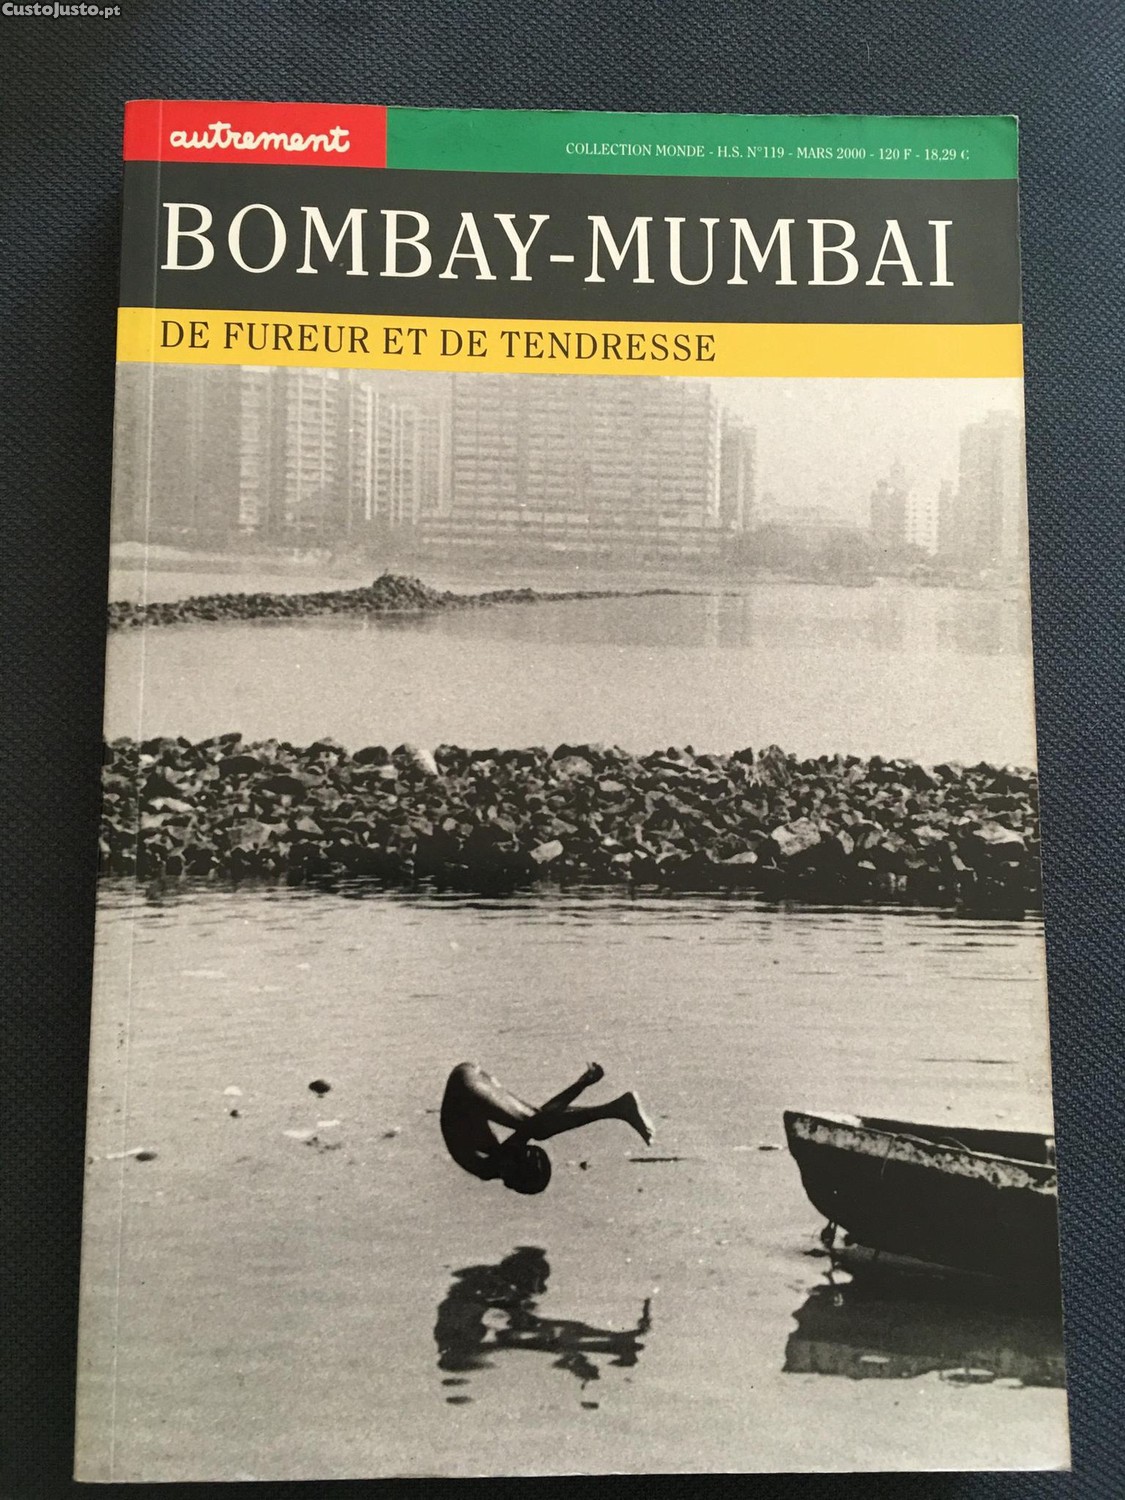 CustoJusto.pt
autrement
COLLECTION MONDE - H.S. N°119 - MARS 2000 - 120 F - 18,29 €
BOMBAY-MUMBAI
DE FUREUR ET DE TENDRESSE